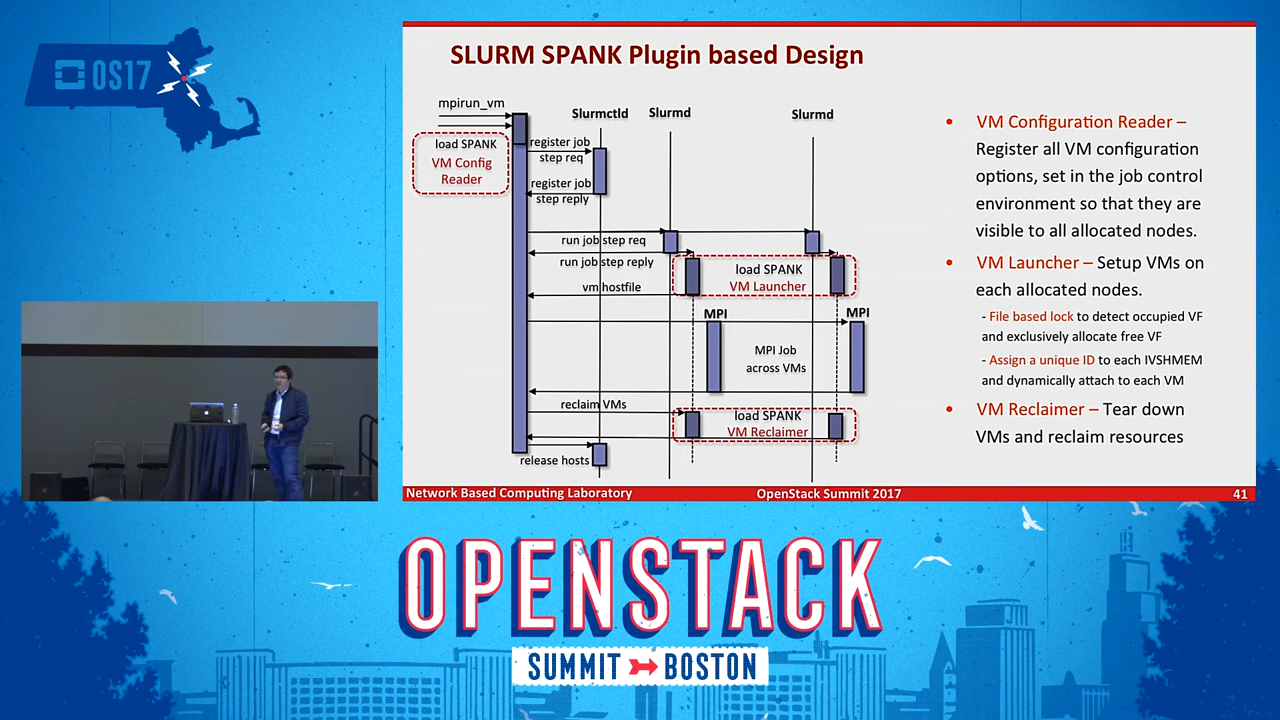 OS17
SLURM SPANK Plugin based Design
mpirun_vm
Slurmctld
Slurmd
Slurmd
load SPANK
VM Config
Reader
register job
step req
register job
step reply
run job step req
run job step reply
load SPANK
VM Launcher
vm hostfile
MPI
MPI
MPI Job
across VMs
reclaim VMs
load SPANK
VM Reclaimer
release hosts
• VM Configuration Reader –
Register all VM configuration
options, set in the job control
environment so that they are
visible to all allocated nodes.
• VM Launcher – Setup VMs on
each allocated nodes.
- File based lock to detect occupied VF
and exclusively allocate free VF
- Assign a unique ID to each IVSHMEM
and dynamically attach to each VM
• VM Reclaimer – Tear down
VMs and reclaim resources
Network Based Computing Laboratory
OpenStack Summit 2017
41
OPENSTACK
SUMMIT BOSTON